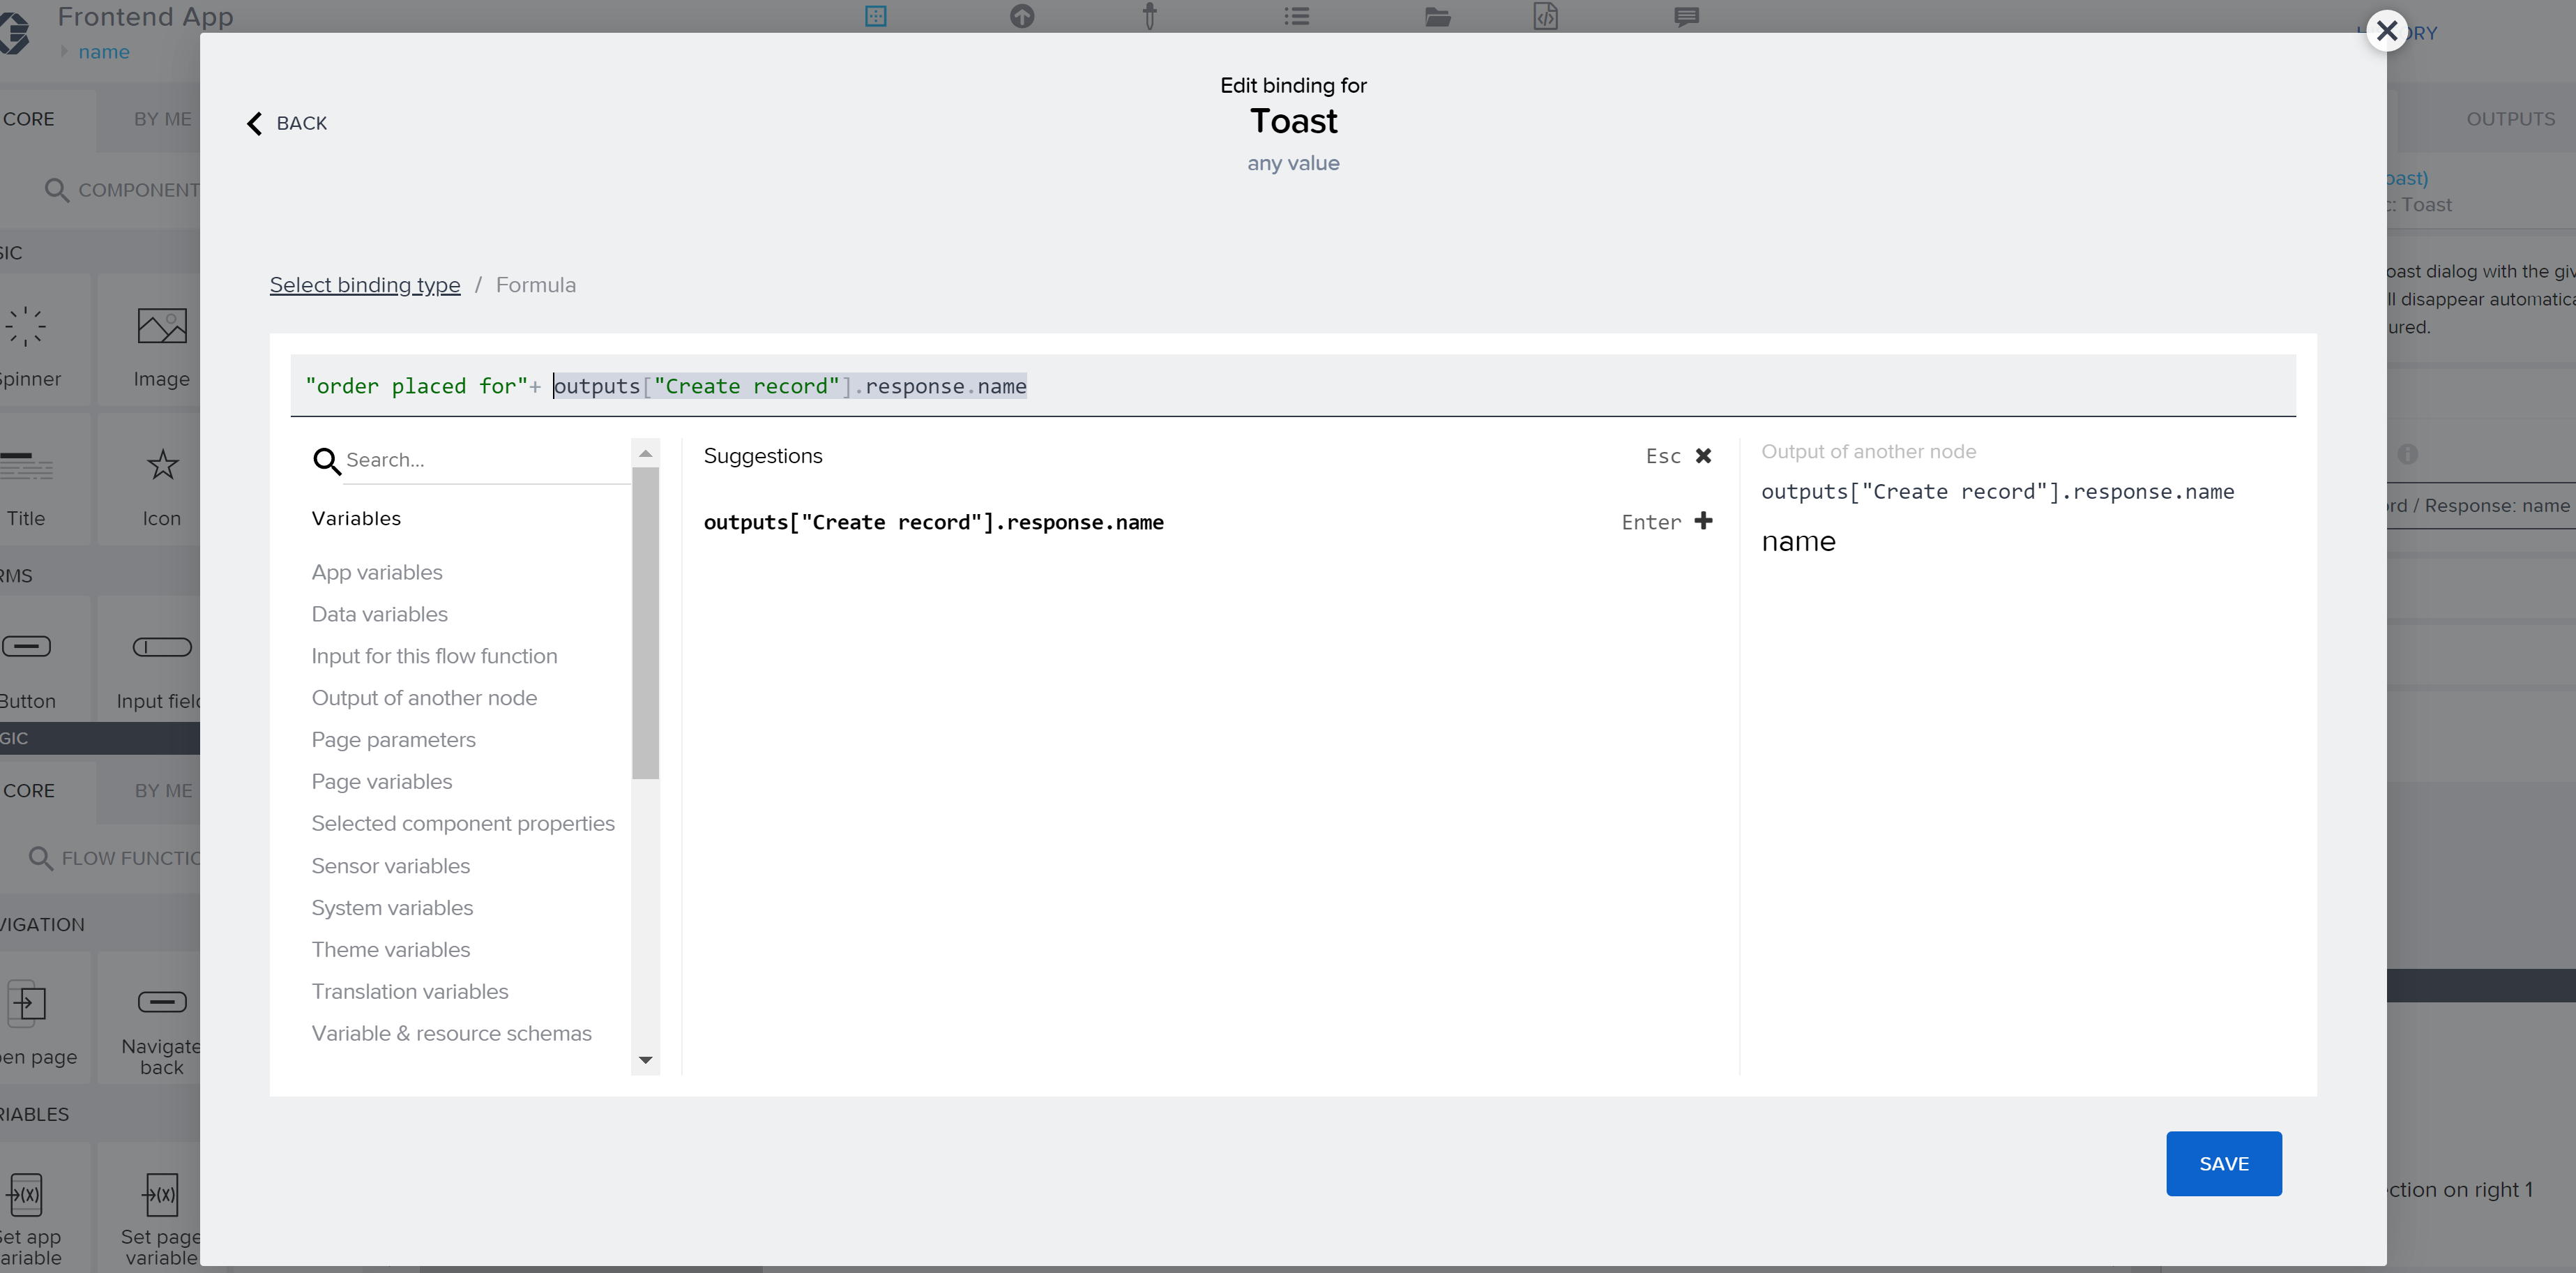 Frontend App
name
ORY
Edit binding for
Toast
any value
BACK
CORE
BY ME
OUTPUTS
COMPONENT
oast)
c: Toast
Select binding type / Formula
SIC
oast dialog with the giv
ll disappear automatica
ured.
Spinner
Image
"order placed for"+ outputs["Create record"].response.name
Search...
Suggestions
Esc
Output of another node
outputs["Create record"].response.name
ord / Response: name
Title
Icon
Variables
outputs["Create record"].response.name
Enter
name
RMS
App variables
Data variables
Input for this flow function
Output of another node
Button
Input field
Page parameters
GIC
Page variables
CORE
BY ME
Selected component properties
FLOW FUNCTIO
Sensor variables
System variables
VIGATION
Theme variables
Translation variables
Variable & resource schemas
en page
Navigate
back
RIABLES
SAVE
ction on right 1
Set app
ariable
Set page
variable